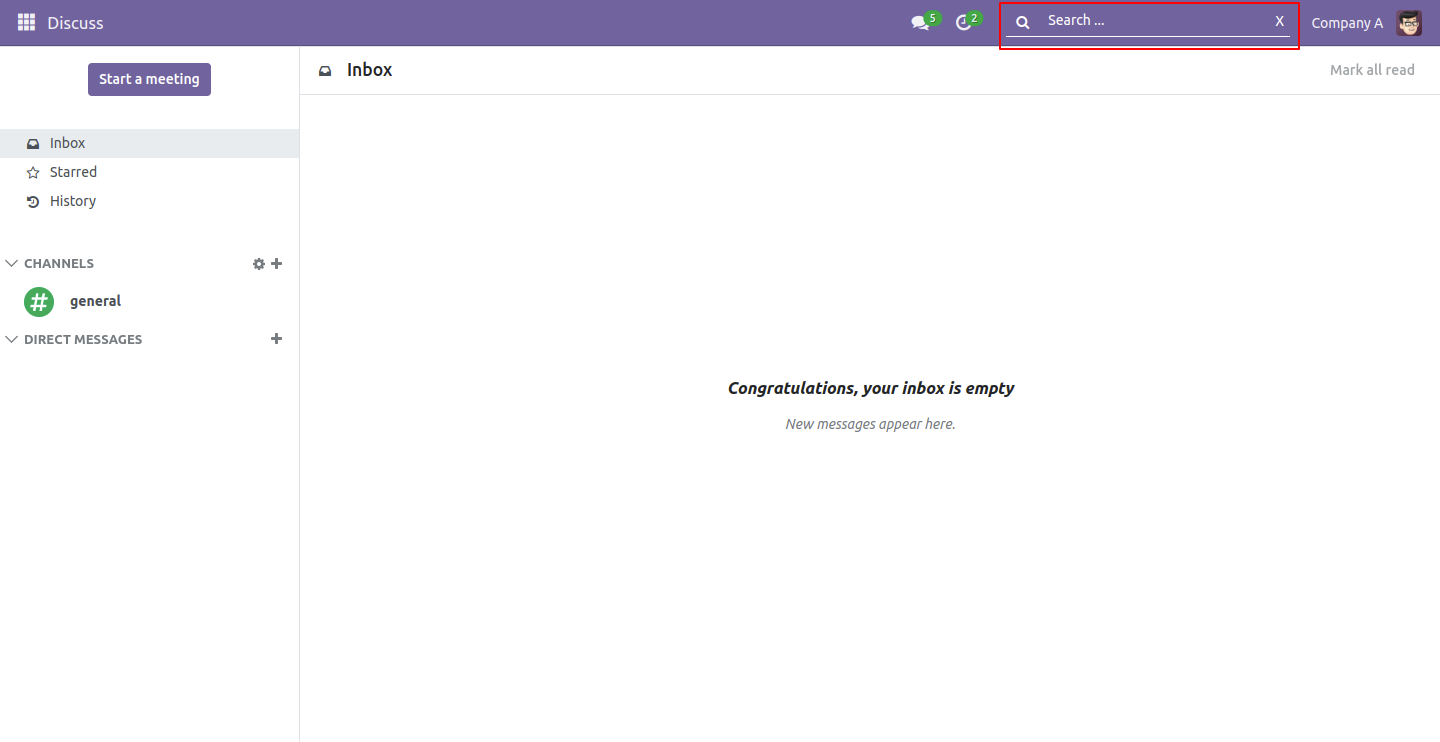 Discuss
5
2
Search ...
X
Company A
Start a meeting
Inbox
Mark all read
Inbox
Starred
History
CHANNELS
general
DIRECT MESSAGES
Congratulations, your inbox is empty
New messages appear here.